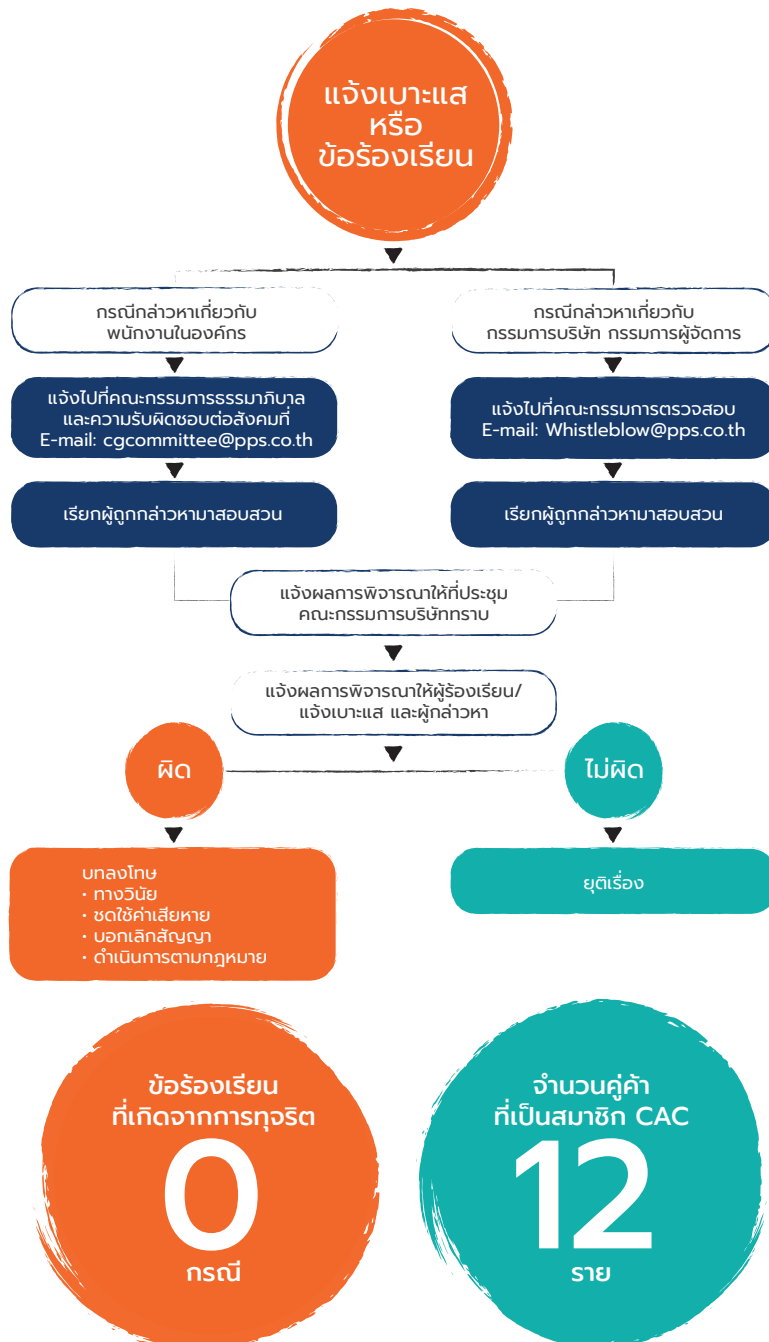 แจ้งเบาะแส
หรือ
ข้อร้องเรียน
กรณีกล่าวหาเกี่ยวกับ
พนักงานในองค์กร
กรณีกล่าวหาเกี่ยวกับ
กรรมการบริษัท กรรมการผู้จัดการ
แจ้งไปที่คณะกรรมการธรรมาภิบาล
และความรับผิดชอบต่อสังคมที่
E-mail: cgcommittee@pps.co.th
แจ้งไปที่คณะกรรมการตรวจสอบ
E-mail: Whistleblow@pps.co.th
เรียกผู้ถูกกล่าวหามาสอบสวน
เรียกผู้ถูกกล่าวหามาสอบสวน
แจ้งผลการพิจารณาให้ที่ประชุม
คณะกรรมการบริษัททราบ
แจ้งผลการพิจารณาให้ผู้ร้องเรียน/
แจ้งเบาะแส และผู้กล่าวหา
ผิด
ไม่ผิด
บทลงโทษ
• ทางวินัย
• ชดใช้ค่าเสียหาย
• บอกเลิกสัญญา
• ดำเนินการตามกฎหมาย
ยุติเรื่อง
ข้อร้องเรียน
ที่เกิดจากการทุจริต
0
กรณี
จำนวนคู่ค้า
ที่เป็นสมาชิก CAC
12
ราย